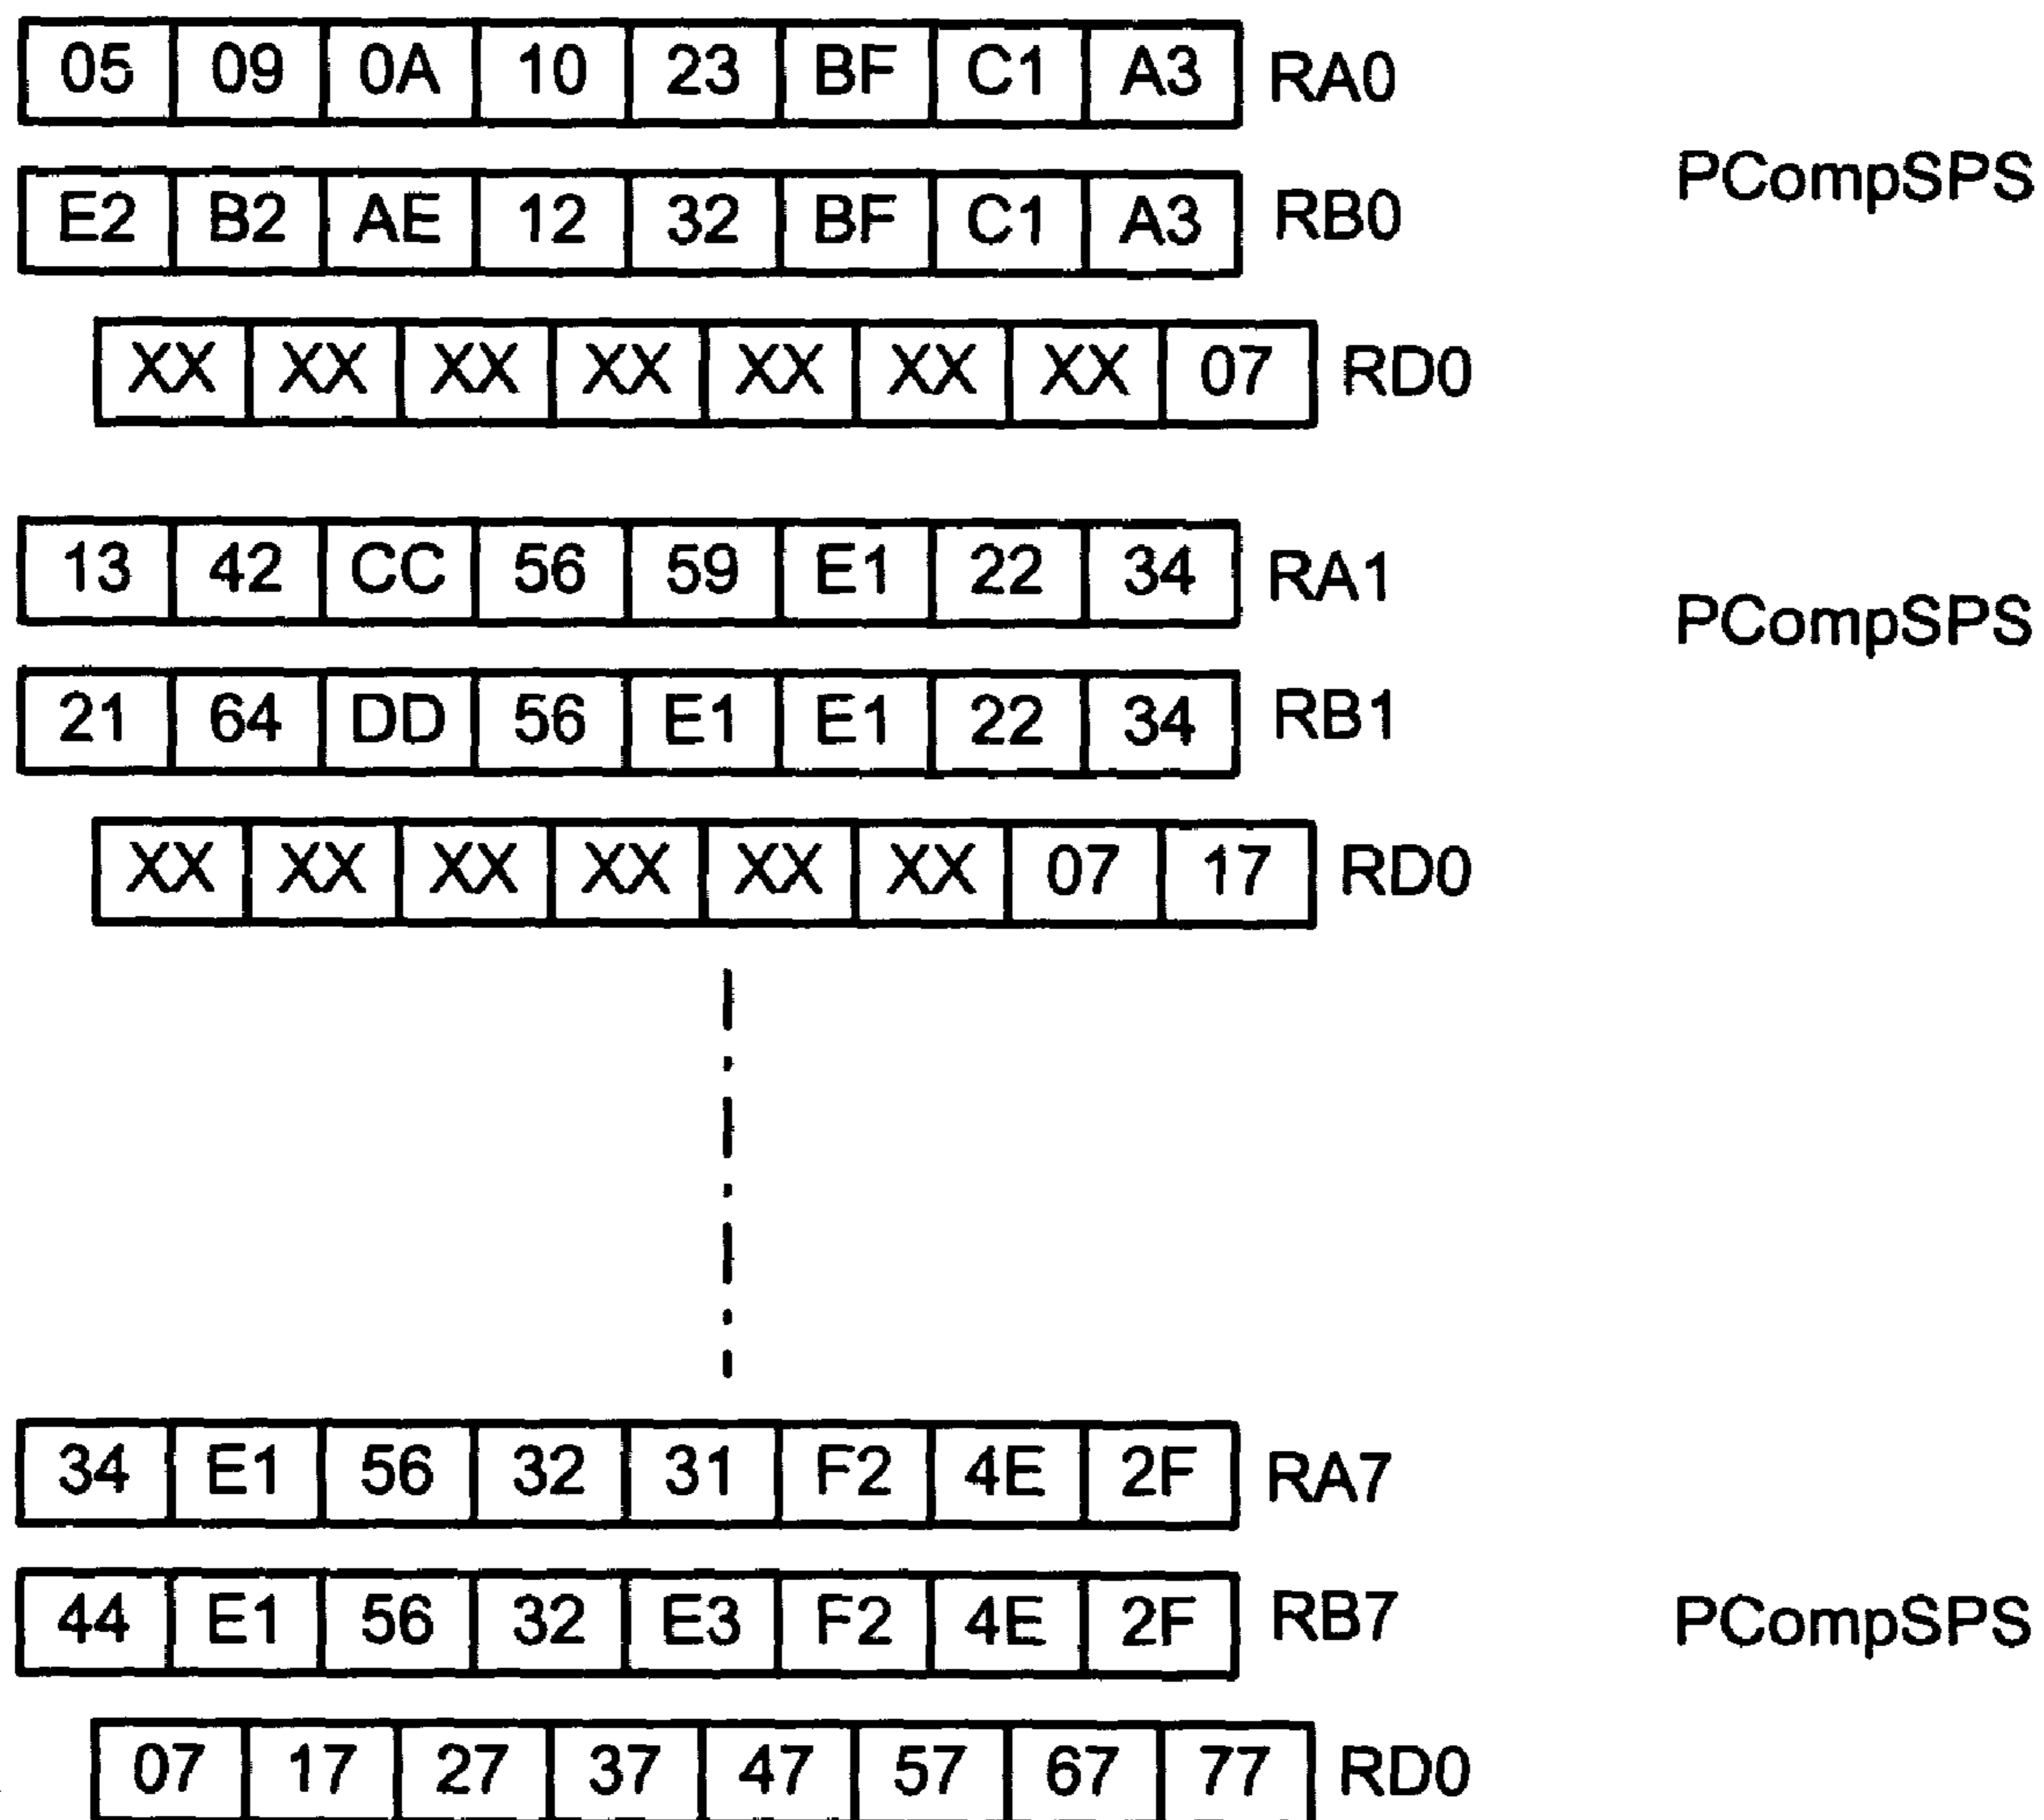 05 09 0A 10 23 BF C1 A3 RA0
PCompSPS
E2 B2 AE 12 32 BF C1 A3 RB0
XX XX XX XX XX XX XX 07 RD0
13 42 CC 56 59 E1 22 34 RA1
PCompSPS
21 64 DD 56 E1 E1 22 34 RB1
XX XX XX XX XX XX 07 17 RD0
34 E1 56 32 31 F2 4E 2F RA7
44 E1 56 32 E3 F2 4E 2F RB7 PCompSPS
07 17 27 37 47 57 67 77 RD0